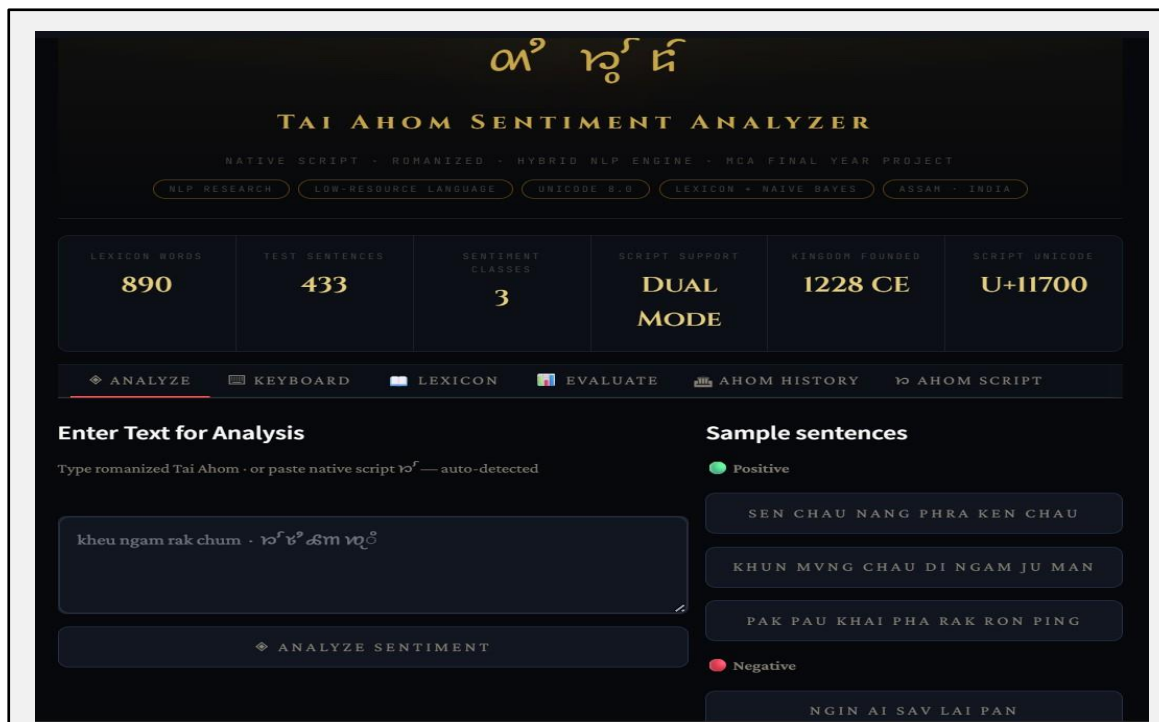 TAI AHOM SENTIMENT ANALYZER
NATIVE SCRIPT · ROMANIZED · HYBRID NLP ENGINE · MCA FINAL YEAR PROJECT
NLP RESEARCH LOW-RESOURCE LANGUAGE UNICODE 8.0 LEXICON + NAIVE BAYES ASSAM · INDIA
LEXICON WORDS
890
TEST SENTENCES
433
SENTIMENT
CLASSES
3
SCRIPT SUPPORT
DUAL
MODE
KINGDOM FOUNDED
1228 CE
SCRIPT UNICODE
U+11700
ANALYZE KEYBOARD LEXICON EVALUATE AHOM HISTORY AHOM SCRIPT
Enter Text for Analysis
Type romanized Tai Ahom · or paste native script — auto-detected
kheu ngam rak chum ·
ANALYZE SENTIMENT
Sample sentences
Positive
SEN CHAU NANG PHRA KEN CHAU
KHUN MVNG CHAU DI NGAM JU MAN
PAK PAU KHAI PHA RAK RON PING
Negative
NGIN AI SAV LAI PAN